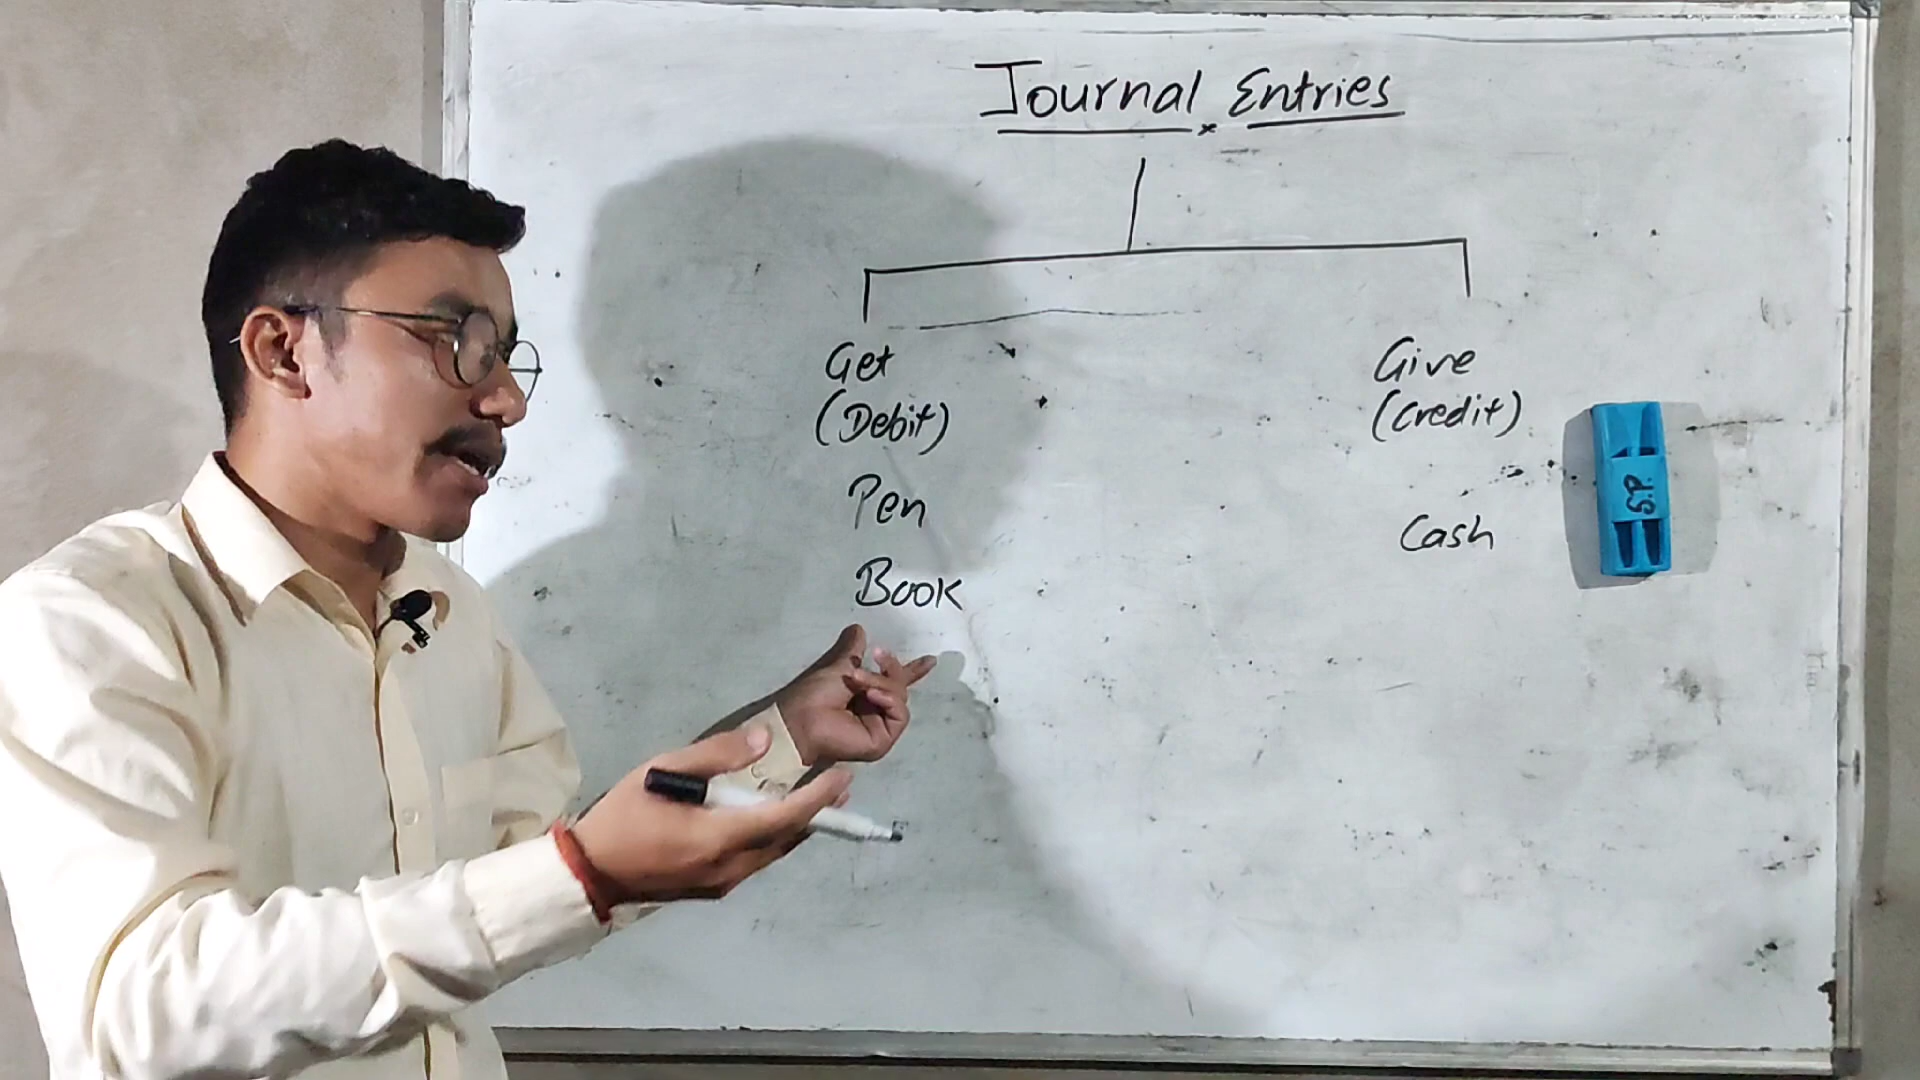 Journal Entries
Get
(Debit)
Pen
Book
Give
(Credit)
Cash
S.P.